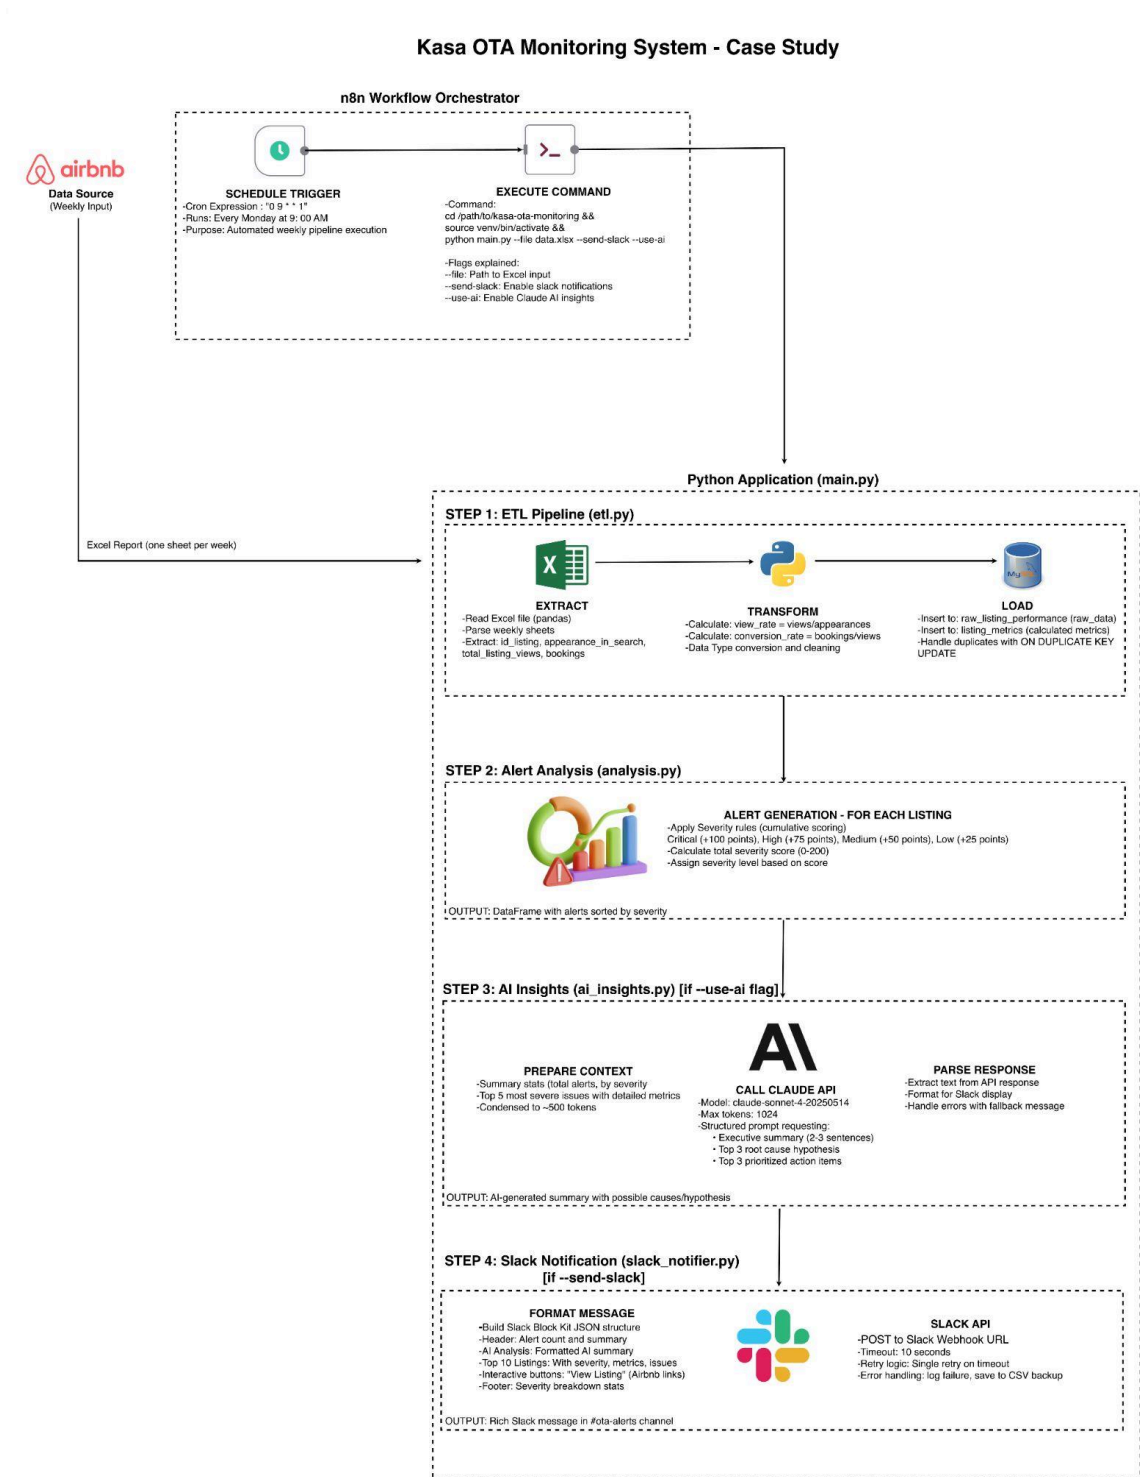 Kasa OTA Monitoring System - Case Study
n8n Workflow Orchestrator
airbnb
Data Source
(Weekly Input)
SCHEDULE TRIGGER
-Cron Expression : "0 9 * * 1"
-Runs: Every Monday at 9: 00 AM
-Purpose: Automated weekly pipeline execution
EXECUTE COMMAND
-Command:
cd /path/to/kasa-ota-monitoring &&
source venv/bin/activate &&
python main.py --file data.xlsx --send-slack --use-ai
-Flags explained:
--file: Path to Excel input
--send-slack: Enable slack notifications
--use-ai: Enable Claude AI insights
Excel Report (one sheet per week)
Python Application (main.py)
STEP 1: ETL Pipeline (etl.py)
X
EXTRACT
-Read Excel file (pandas)
-Parse weekly sheets
-Extract: id_listing, appearance_in_search,
total_listing_views, bookings
TRANSFORM
-Calculate: view_rate = views/appearances
-Calculate: conversion_rate = bookings/views
-Data Type conversion and cleaning
LOAD
-Insert to: raw_listing_performance (raw_data)
-Insert to: listing_metrics (calculated metrics)
-Handle duplicates with ON DUPLICATE KEY
UPDATE
STEP 2: Alert Analysis (analysis.py)
ALERT GENERATION - FOR EACH LISTING
-Apply Severity rules (cumulative scoring)
Critical (+100 points), High (+75 points), Medium (+50 points), Low (+25 points)
-Calculate total severity score (0-200)
-Assign severity level based on score
OUTPUT: DataFrame with alerts sorted by severity
STEP 3: AI Insights (ai_insights.py) [if --use-ai flag]
PREPARE CONTEXT
-Summary stats (total alerts, by severity
-Top 5 most severe issues with detailed metrics
-Condensed to ~500 tokens
A\
CALL CLAUDE API
-Model: claude-sonnet-4-20250514
-Max tokens: 1024
-Structured prompt requesting:
• Executive summary (2-3 sentences)
• Top 3 root cause hypothesis
• Top 3 prioritized action items
PARSE RESPONSE
-Extract text from API response
-Format for Slack display
-Handle errors with fallback message
OUTPUT: AI-generated summary with possible causes/hypothesis
STEP 4: Slack Notification (slack_notifier.py)
[if --send-slack]
FORMAT MESSAGE
-Build Slack Block Kit JSON structure
-Header: Alert count and summary
-AI Analysis: Formatted AI summary
-Top 10 Listings: With severity, metrics, issues
-Interactive buttons: "View Listing" (Airbnb links)
-Footer: Severity breakdown stats
SLACK API
-POST to Slack Webhook URL
-Timeout: 10 seconds
-Retry logic: Single retry on timeout
-Error handling: log failure, save to CSV backup
OUTPUT: Rich Slack message in #ota-alerts channel